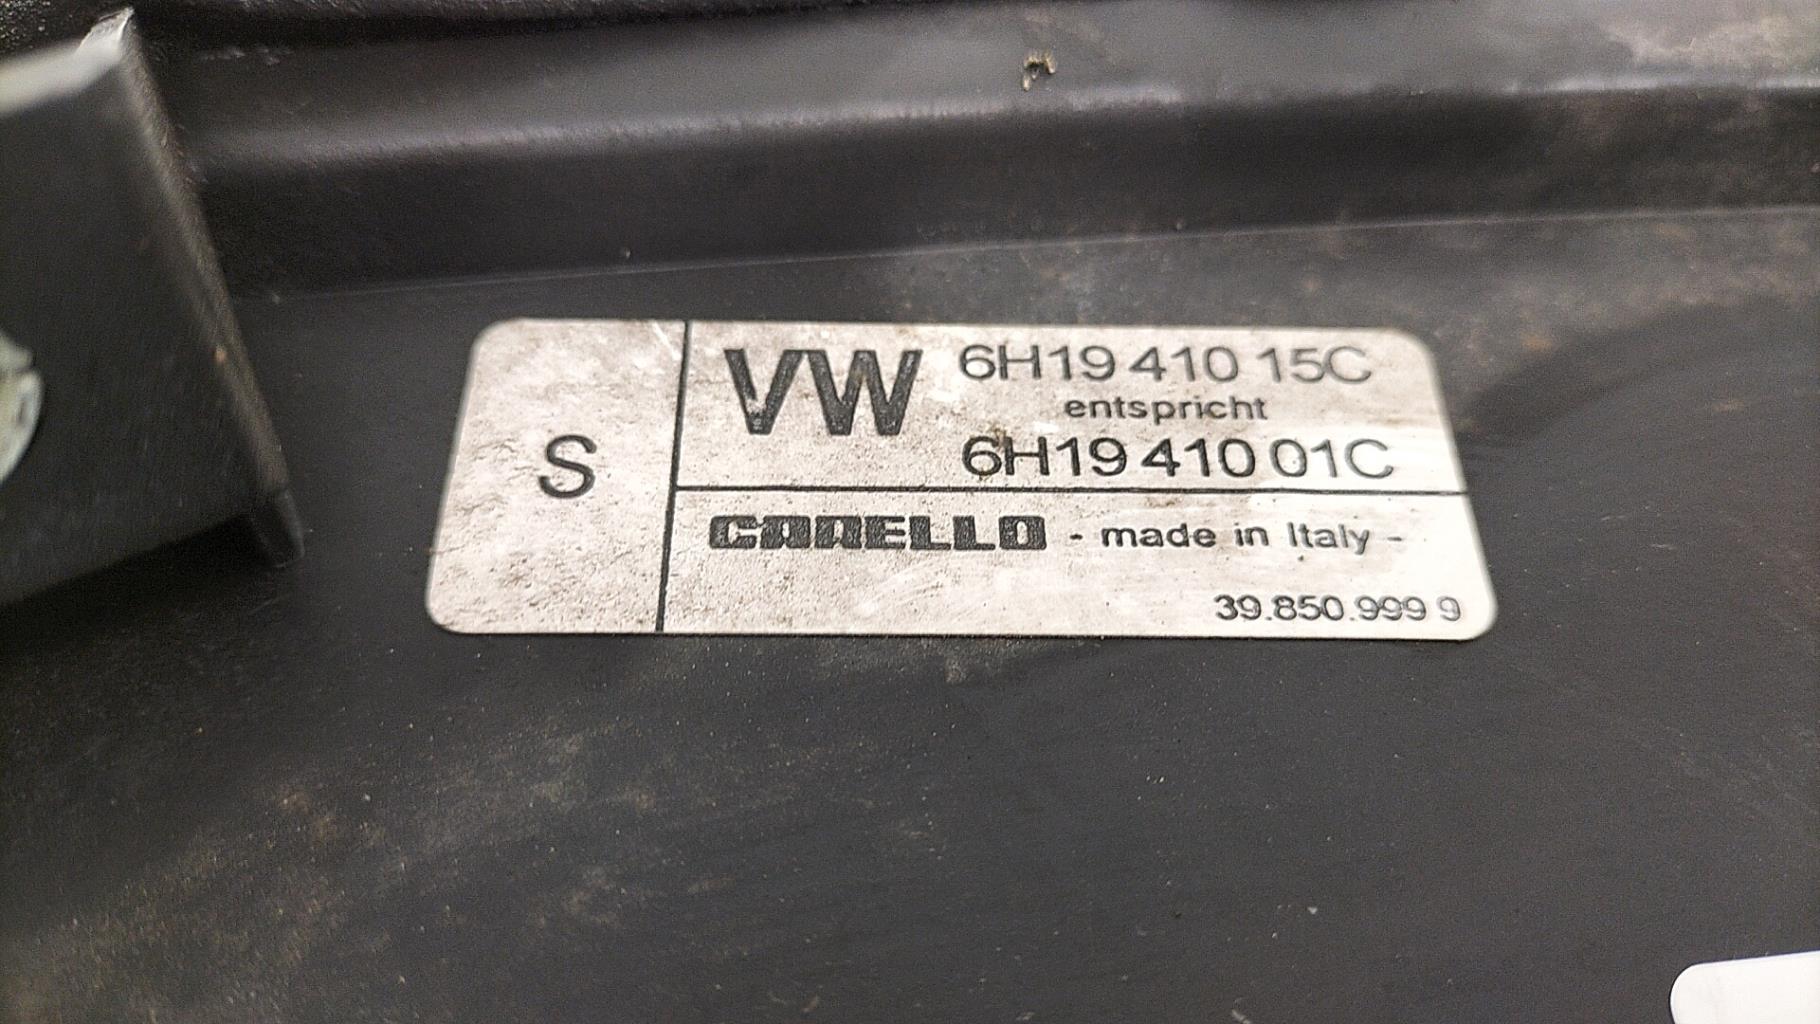 S
VW 6H19 410 15C
entspricht
6H19 410 01C
CARELLO - made in Italy -
39.850.999 9